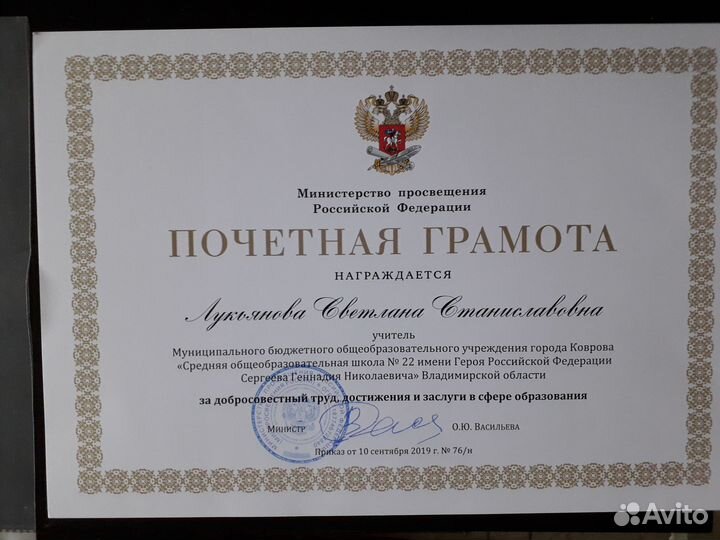 Министерство просвещения
Российской Федерации
ПОЧЕТНАЯ ГРАМОТА
НАГРАЖДАЕТСЯ
Лукьянова Светлана Станиславовна
учитель
Муниципального бюджетного общеобразовательного учреждения города Коврова
«Средняя общеобразовательная школа № 22 имени Героя Российской Федерации
Сергеева Геннадия Николаевича» Владимирской области
за добросовестный труд, достижения и заслуги в сфере образования
Министр О.Ю. Васильева
Приказ от 10 сентября 2019 г. № 76/н
Avito